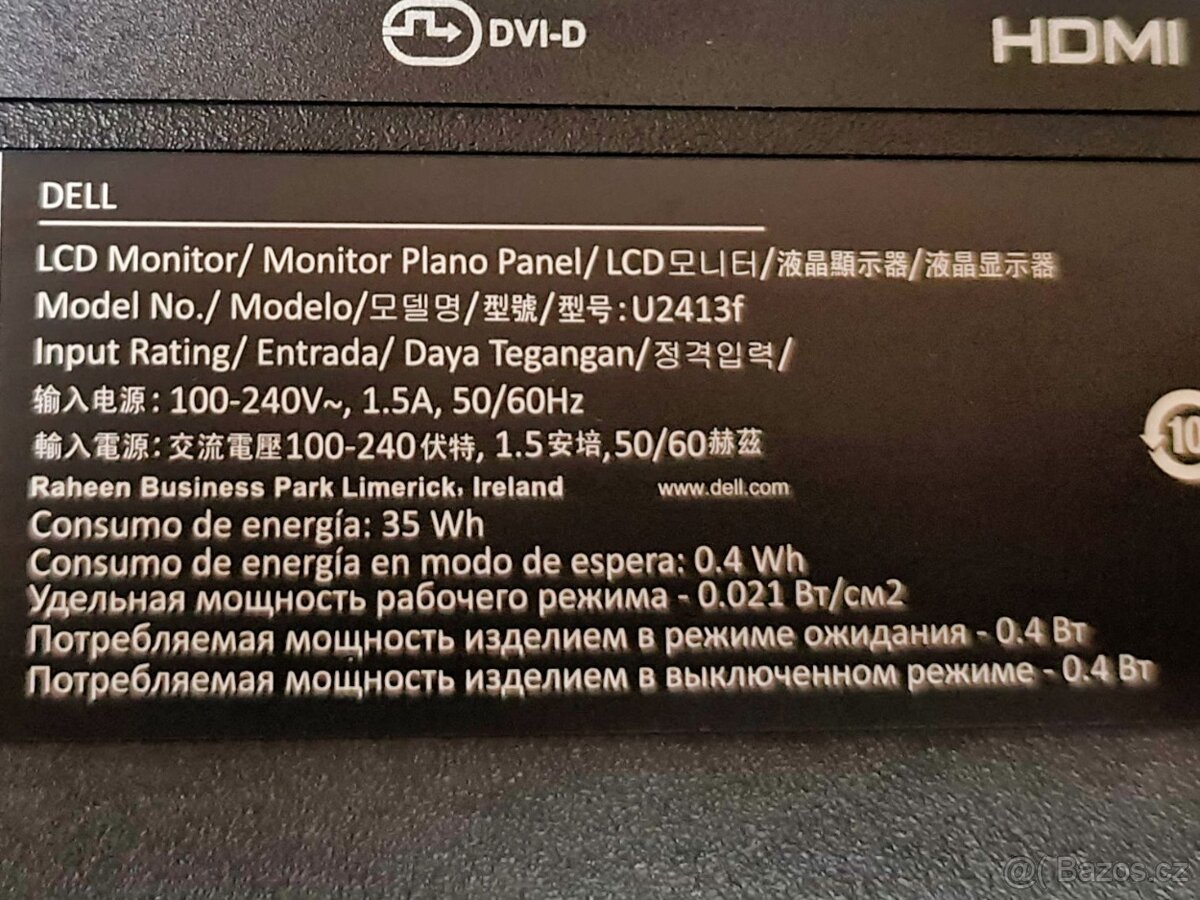 DVI-D
HDMI
DELL
LCD Monitor/ Monitor Plano Panel/ LCD모니터/液晶顯示器/液晶显示器
Model No./ Modelo/모델명/型號/型号:U2413f
Input Rating/ Entrada/ Daya Tegangan/정격입력/
输入电源: 100-240V~, 1.5A, 50/60Hz
輸入電源: 交流電壓100-240 伏特, 1.5安培,50/60赫茲
10
Raheen Business Park Limerick, Ireland www.dell.com
Consumo de energía: 35 Wh
Consumo de energía en modo de espera: 0.4 Wh
Удельная мощность рабочего режима - 0.021 Вт/см2
Потребляемая мощность изделием в режиме ожидания - 0.4 Вт
Потребляемая мощность изделием в выключенном режиме - 0.4 Вт
@( Bazos.cz